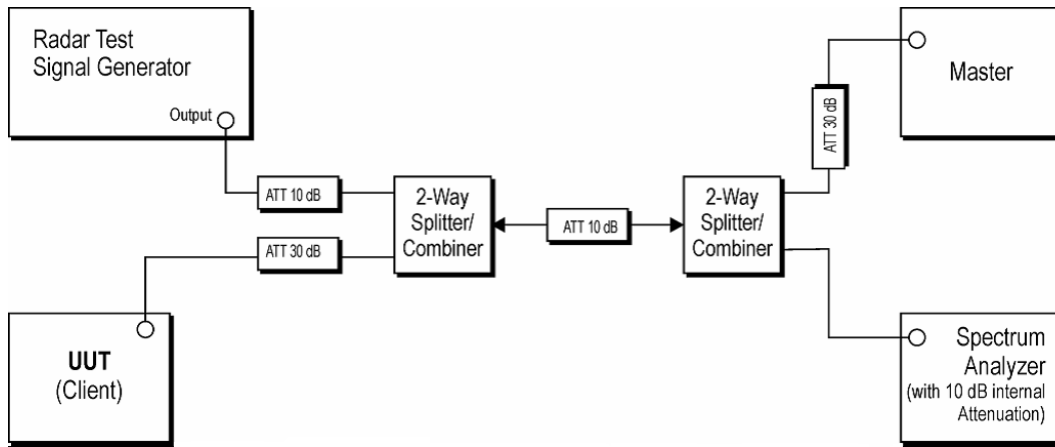 Radar Test
Signal Generator
Output
Master
ATT 30 dB
ATT 10 dB
2-Way
Splitter/
Combiner
ATT 10 dB
2-Way
Splitter/
Combiner
ATT 30 dB
UUT
(Client)
Spectrum
Analyzer
(with 10 dB internal
Attenuation)